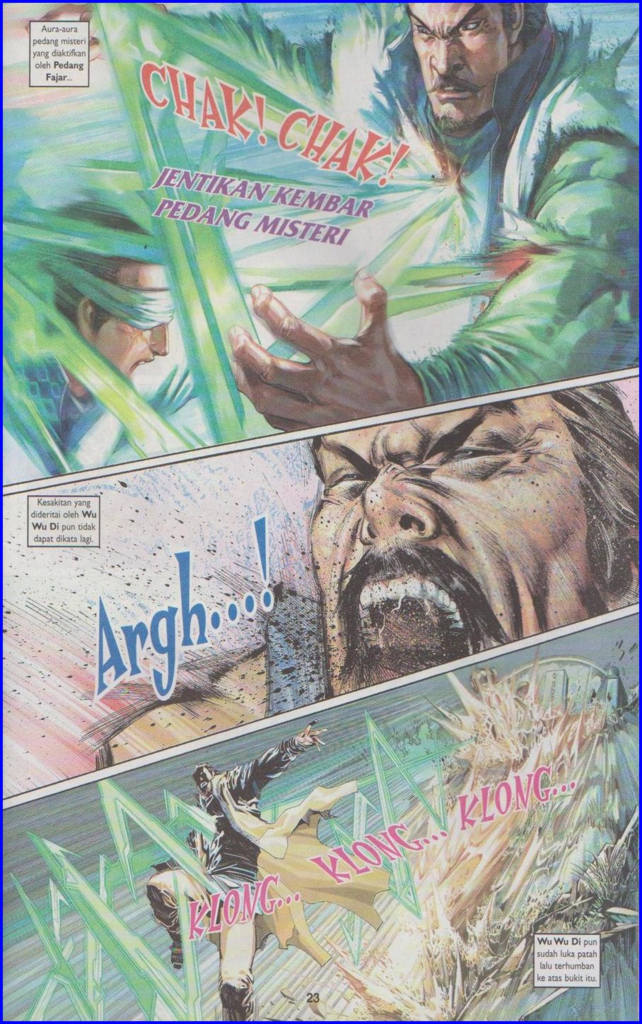 Aura-aura
pedang misteri
yang diaktifkan
oleh Pedang
Fajar...
CHAK! CHAK!
JENTIKAN KEMBAR
PEDANG MISTERI
Kesakitan yang
dideritai oleh Wu
Wu Di pun tidak
dapat dikata lagi.
Argh....!
KLONG... KLONG... KLONG...
Wu Wu Di pun
sudah luka patah
lalu terhumban
ke atas bukit itu.
23